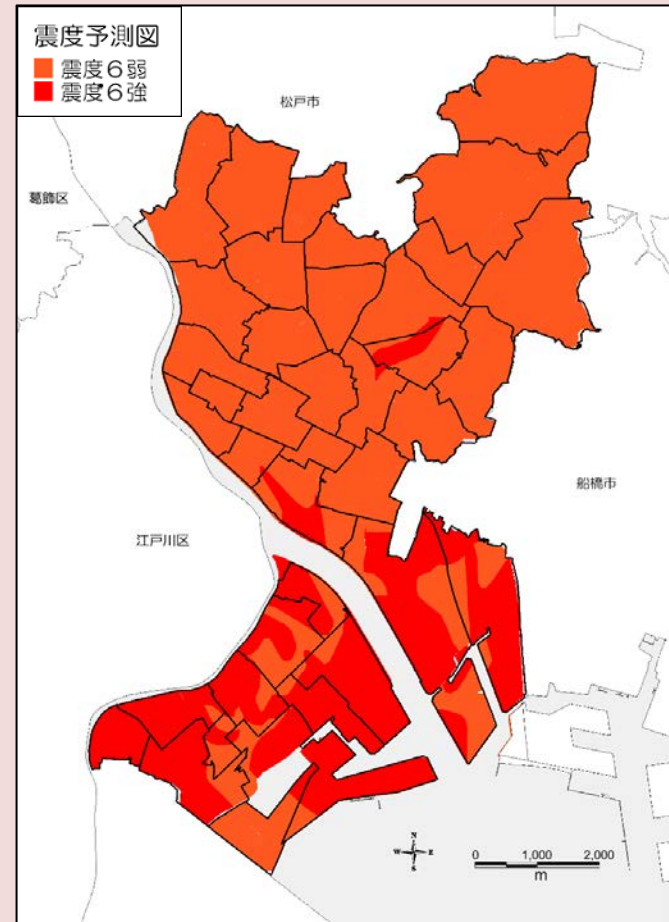 震度予測図
震度６弱
震度６強
松戸市
葛飾区
船橋市
江戸川区
N
W E
S
0 1,000 2,000
m